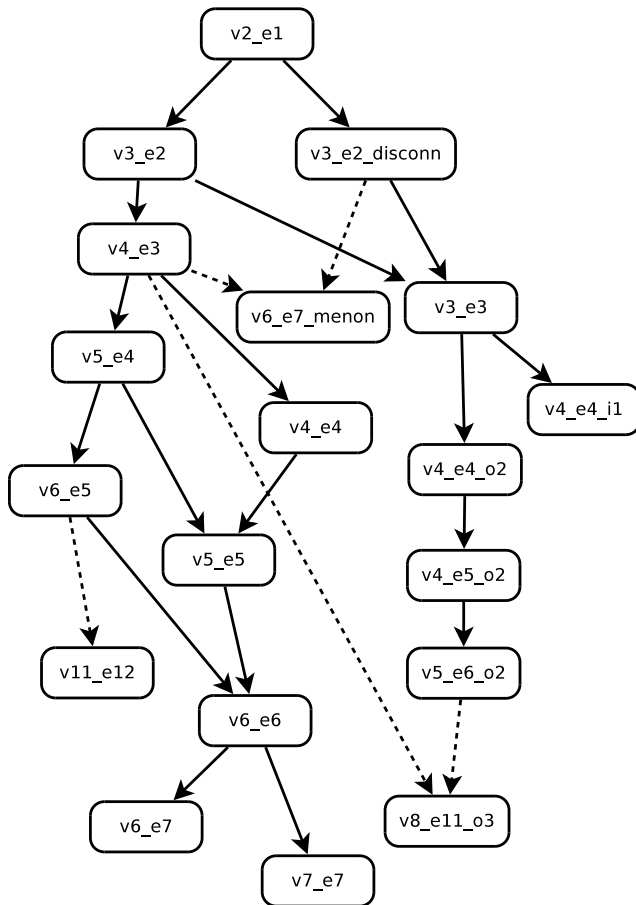 v2_e1
v3_e2
v3_e2_disconn
v4_e3
v6_e7_menon
v3_e3
v5_e4
v4_e4
v4_e4_i1
v6_e5
v4_e4_o2
v5_e5
v4_e5_o2
v11_e12
v5_e6_o2
v6_e6
v6_e7
v8_e11_o3
v7_e7